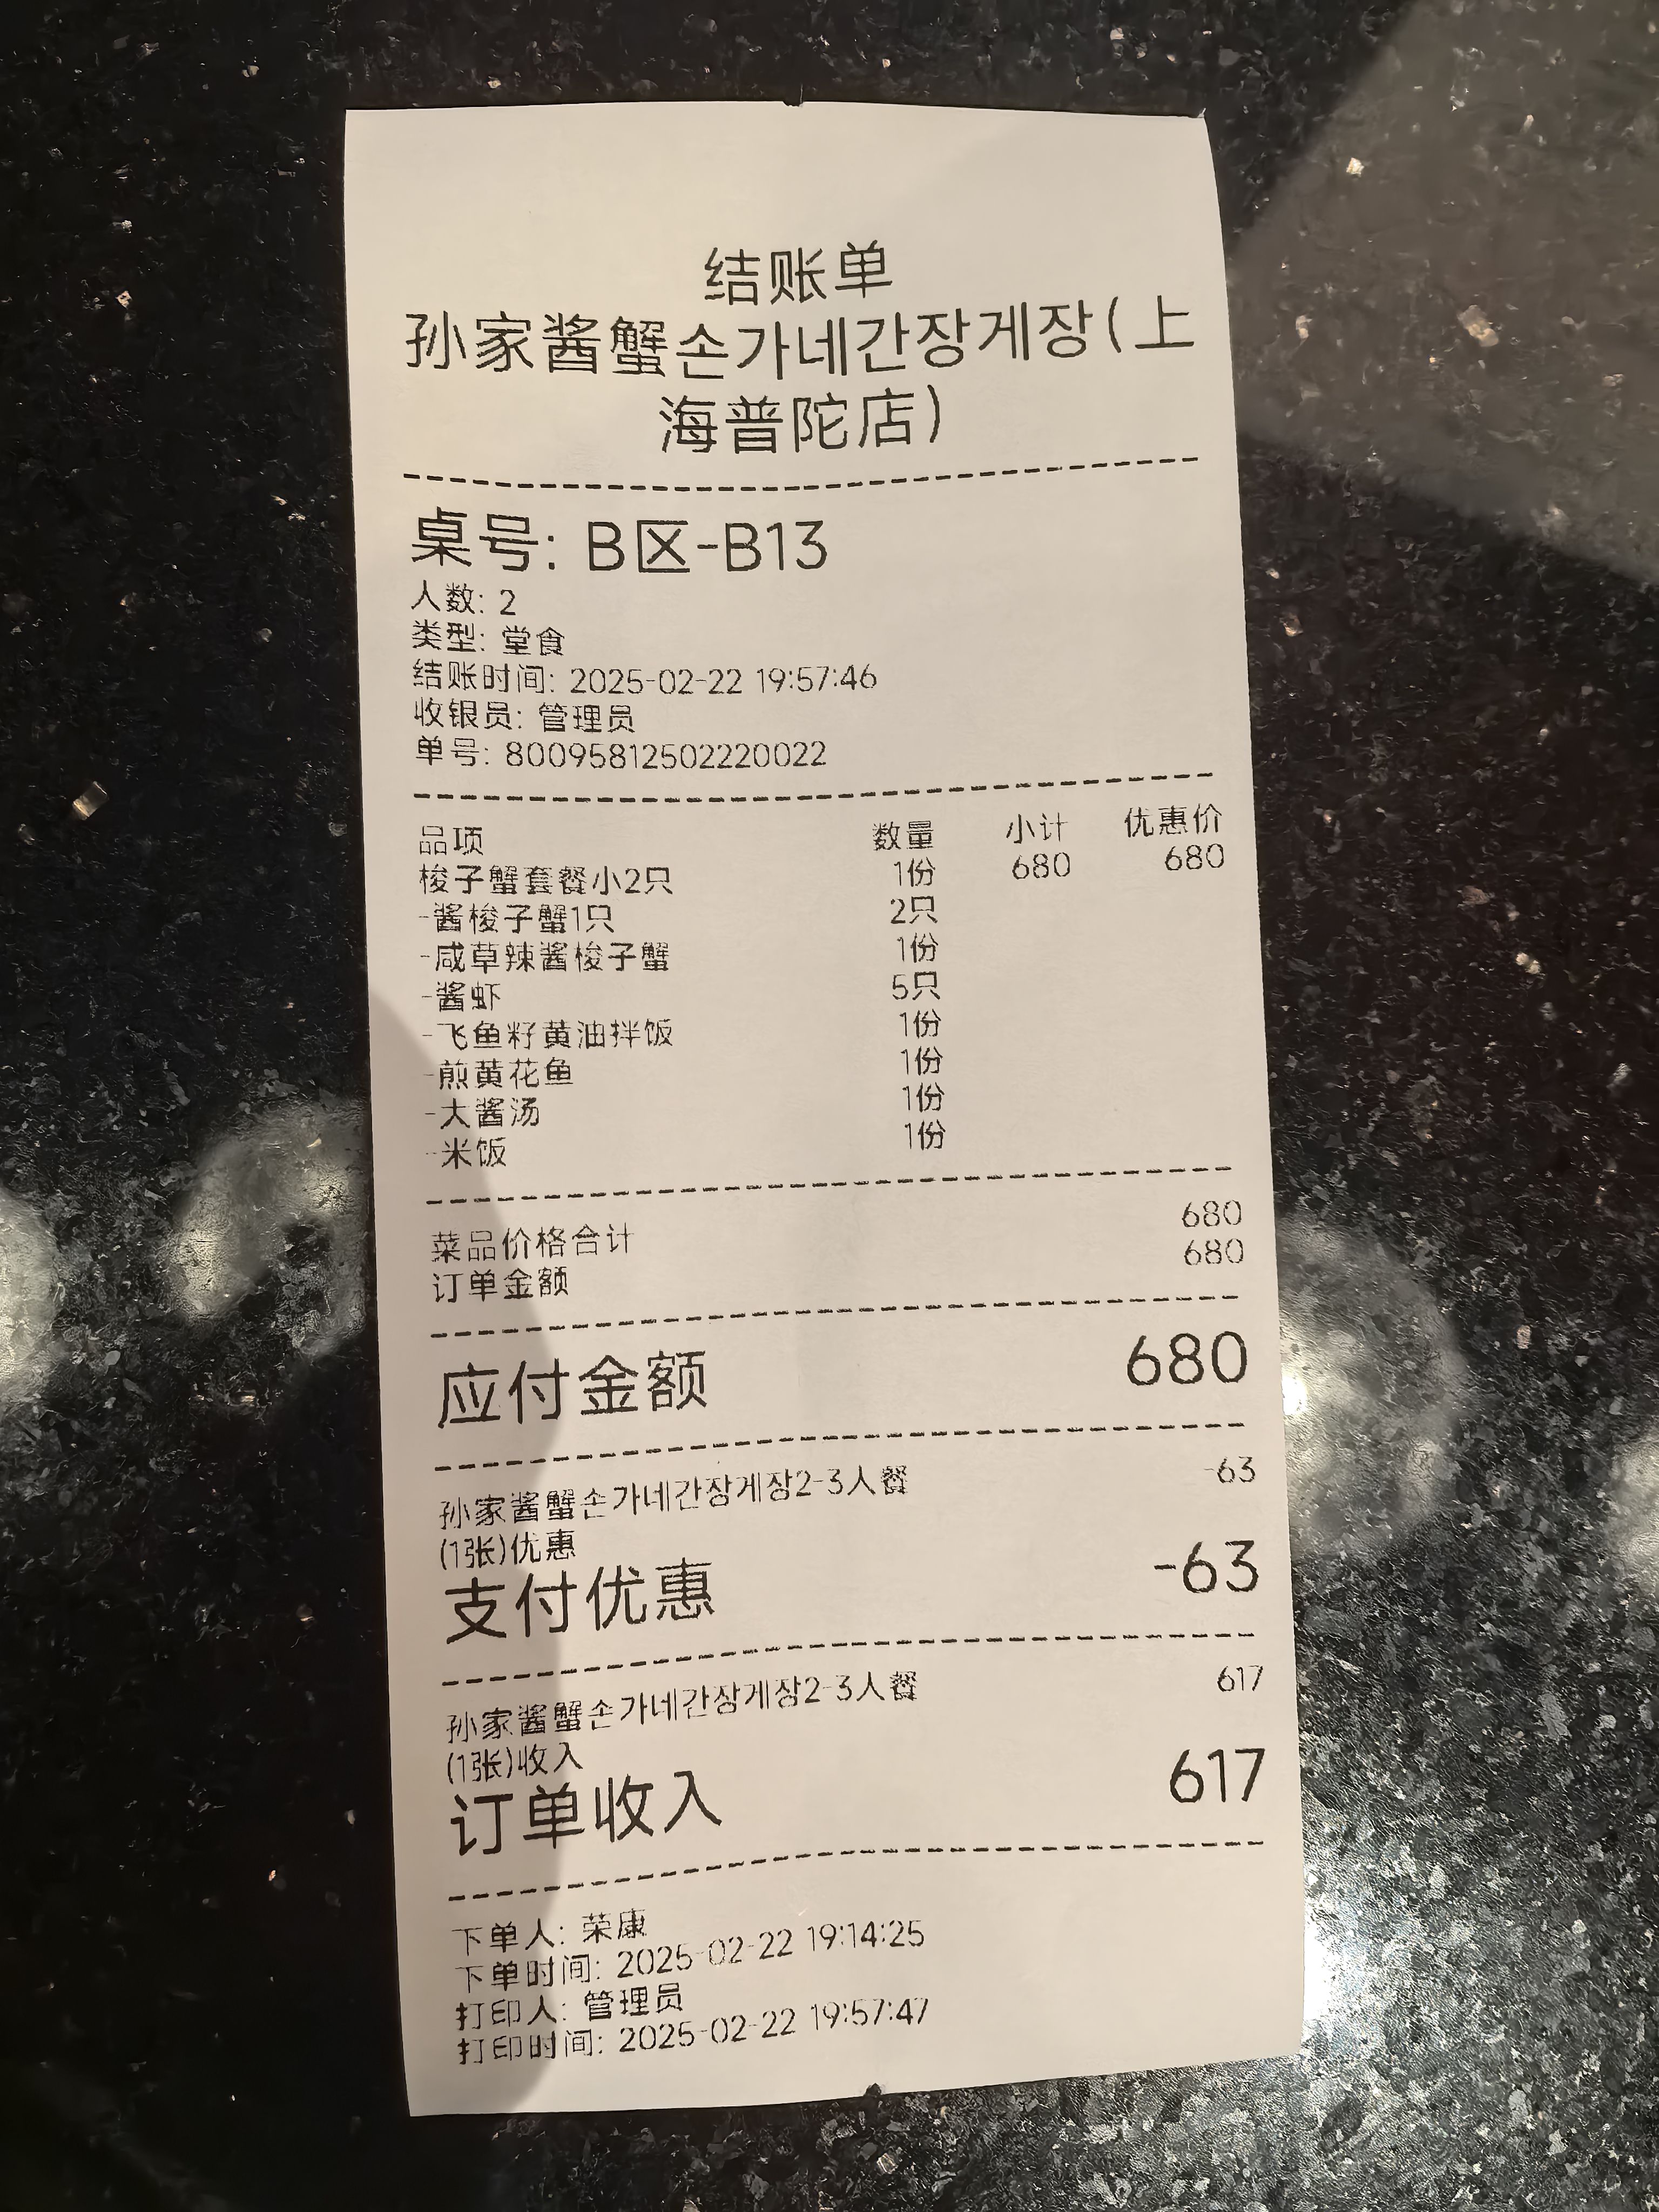 结账单
孙家酱蟹손가네간장게장(上
海普陀店)
桌号: B区-B13
人数: 2
类型: 堂食
结账时间: 2025-02-22 19:57:46
收银员: 管理员
单号: 80095812502220022
品项 数量 小计 优惠价
梭子蟹套餐小2只 1份 680 680
-酱梭子蟹1只 2只
-咸草辣酱梭子蟹 1份
-酱虾 5只
-飞鱼籽黄油拌饭 1份
-煎黄花鱼 1份
-大酱汤 1份
-米饭 1份
菜品价格合计 680
订单金额 680
应付金额 680
孙家酱蟹손가네간장게장2-3人餐 -63
(1张)优惠
支付优惠 -63
孙家酱蟹손가네간장게장2-3人餐 617
(1张)收入
订单收入 617
下单人: 荣康
下单时间: 2025-02-22 19:14:25
打印人: 管理员
打印时间: 2025-02-22 19:57:47